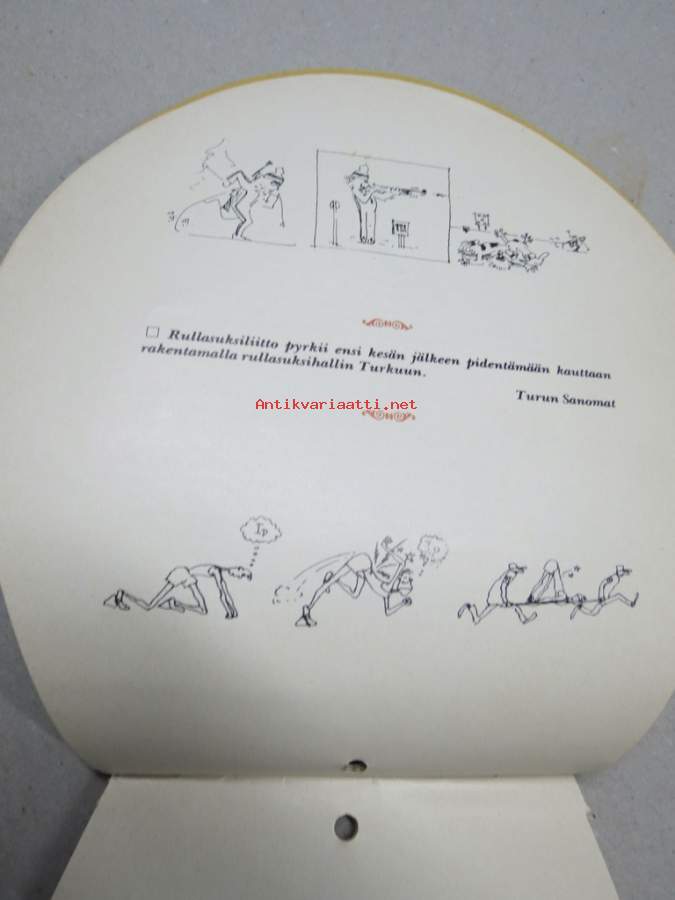 ☐ Rullasuksiliitto pyrkii ensi kesän jälkeen pidentämään kauttaan
rakentamalla rullasuksihallin Turkuun.
Turun Sanomat
Antikvariaatti.net